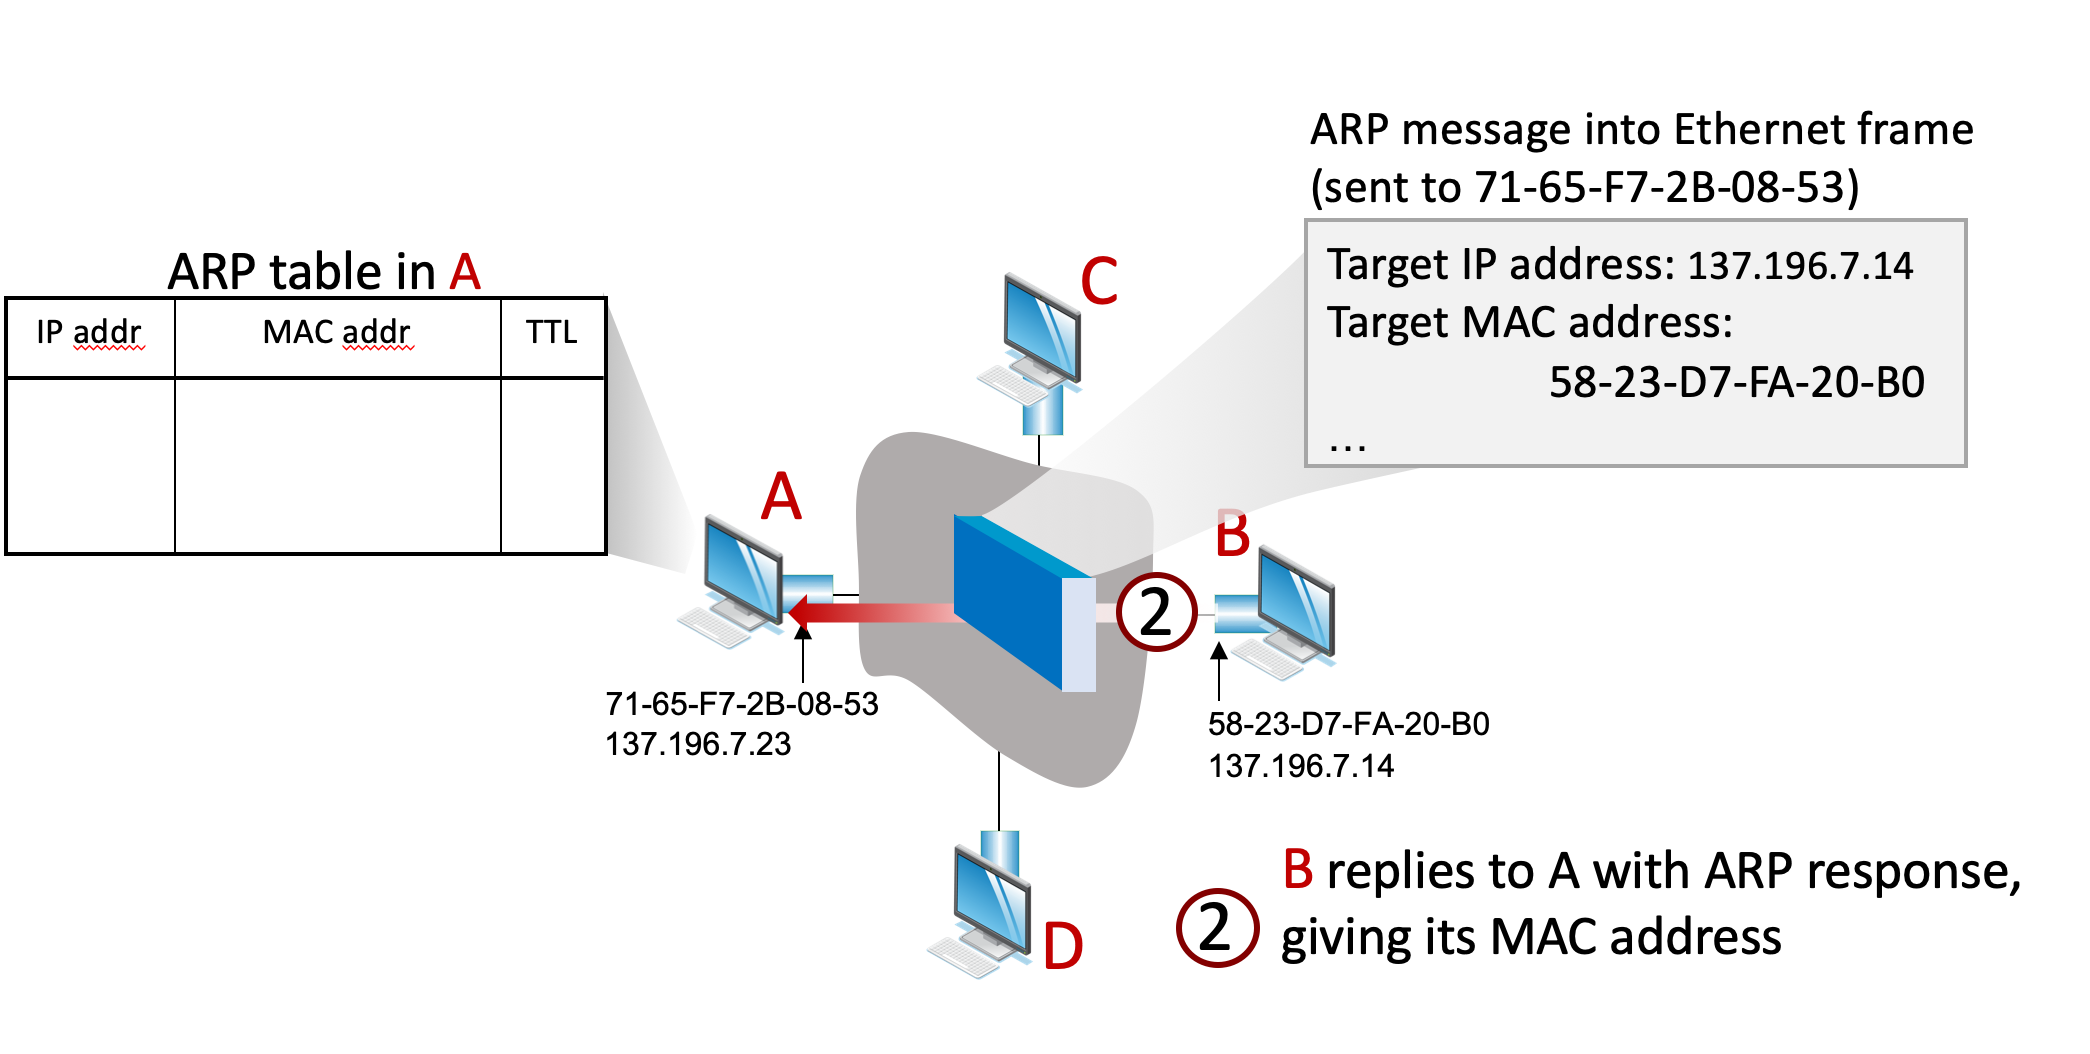 ARP message into Ethernet frame
(sent to 71-65-F7-2B-08-53)
Target IP address: 137.196.7.14
Target MAC address:
58-23-D7-FA-20-B0
...
ARP table in A
IP addr MAC addr TTL
C
A
B
2
71-65-F7-2B-08-53
137.196.7.23
58-23-D7-FA-20-B0
137.196.7.14
D
2
B replies to A with ARP response,
giving its MAC address